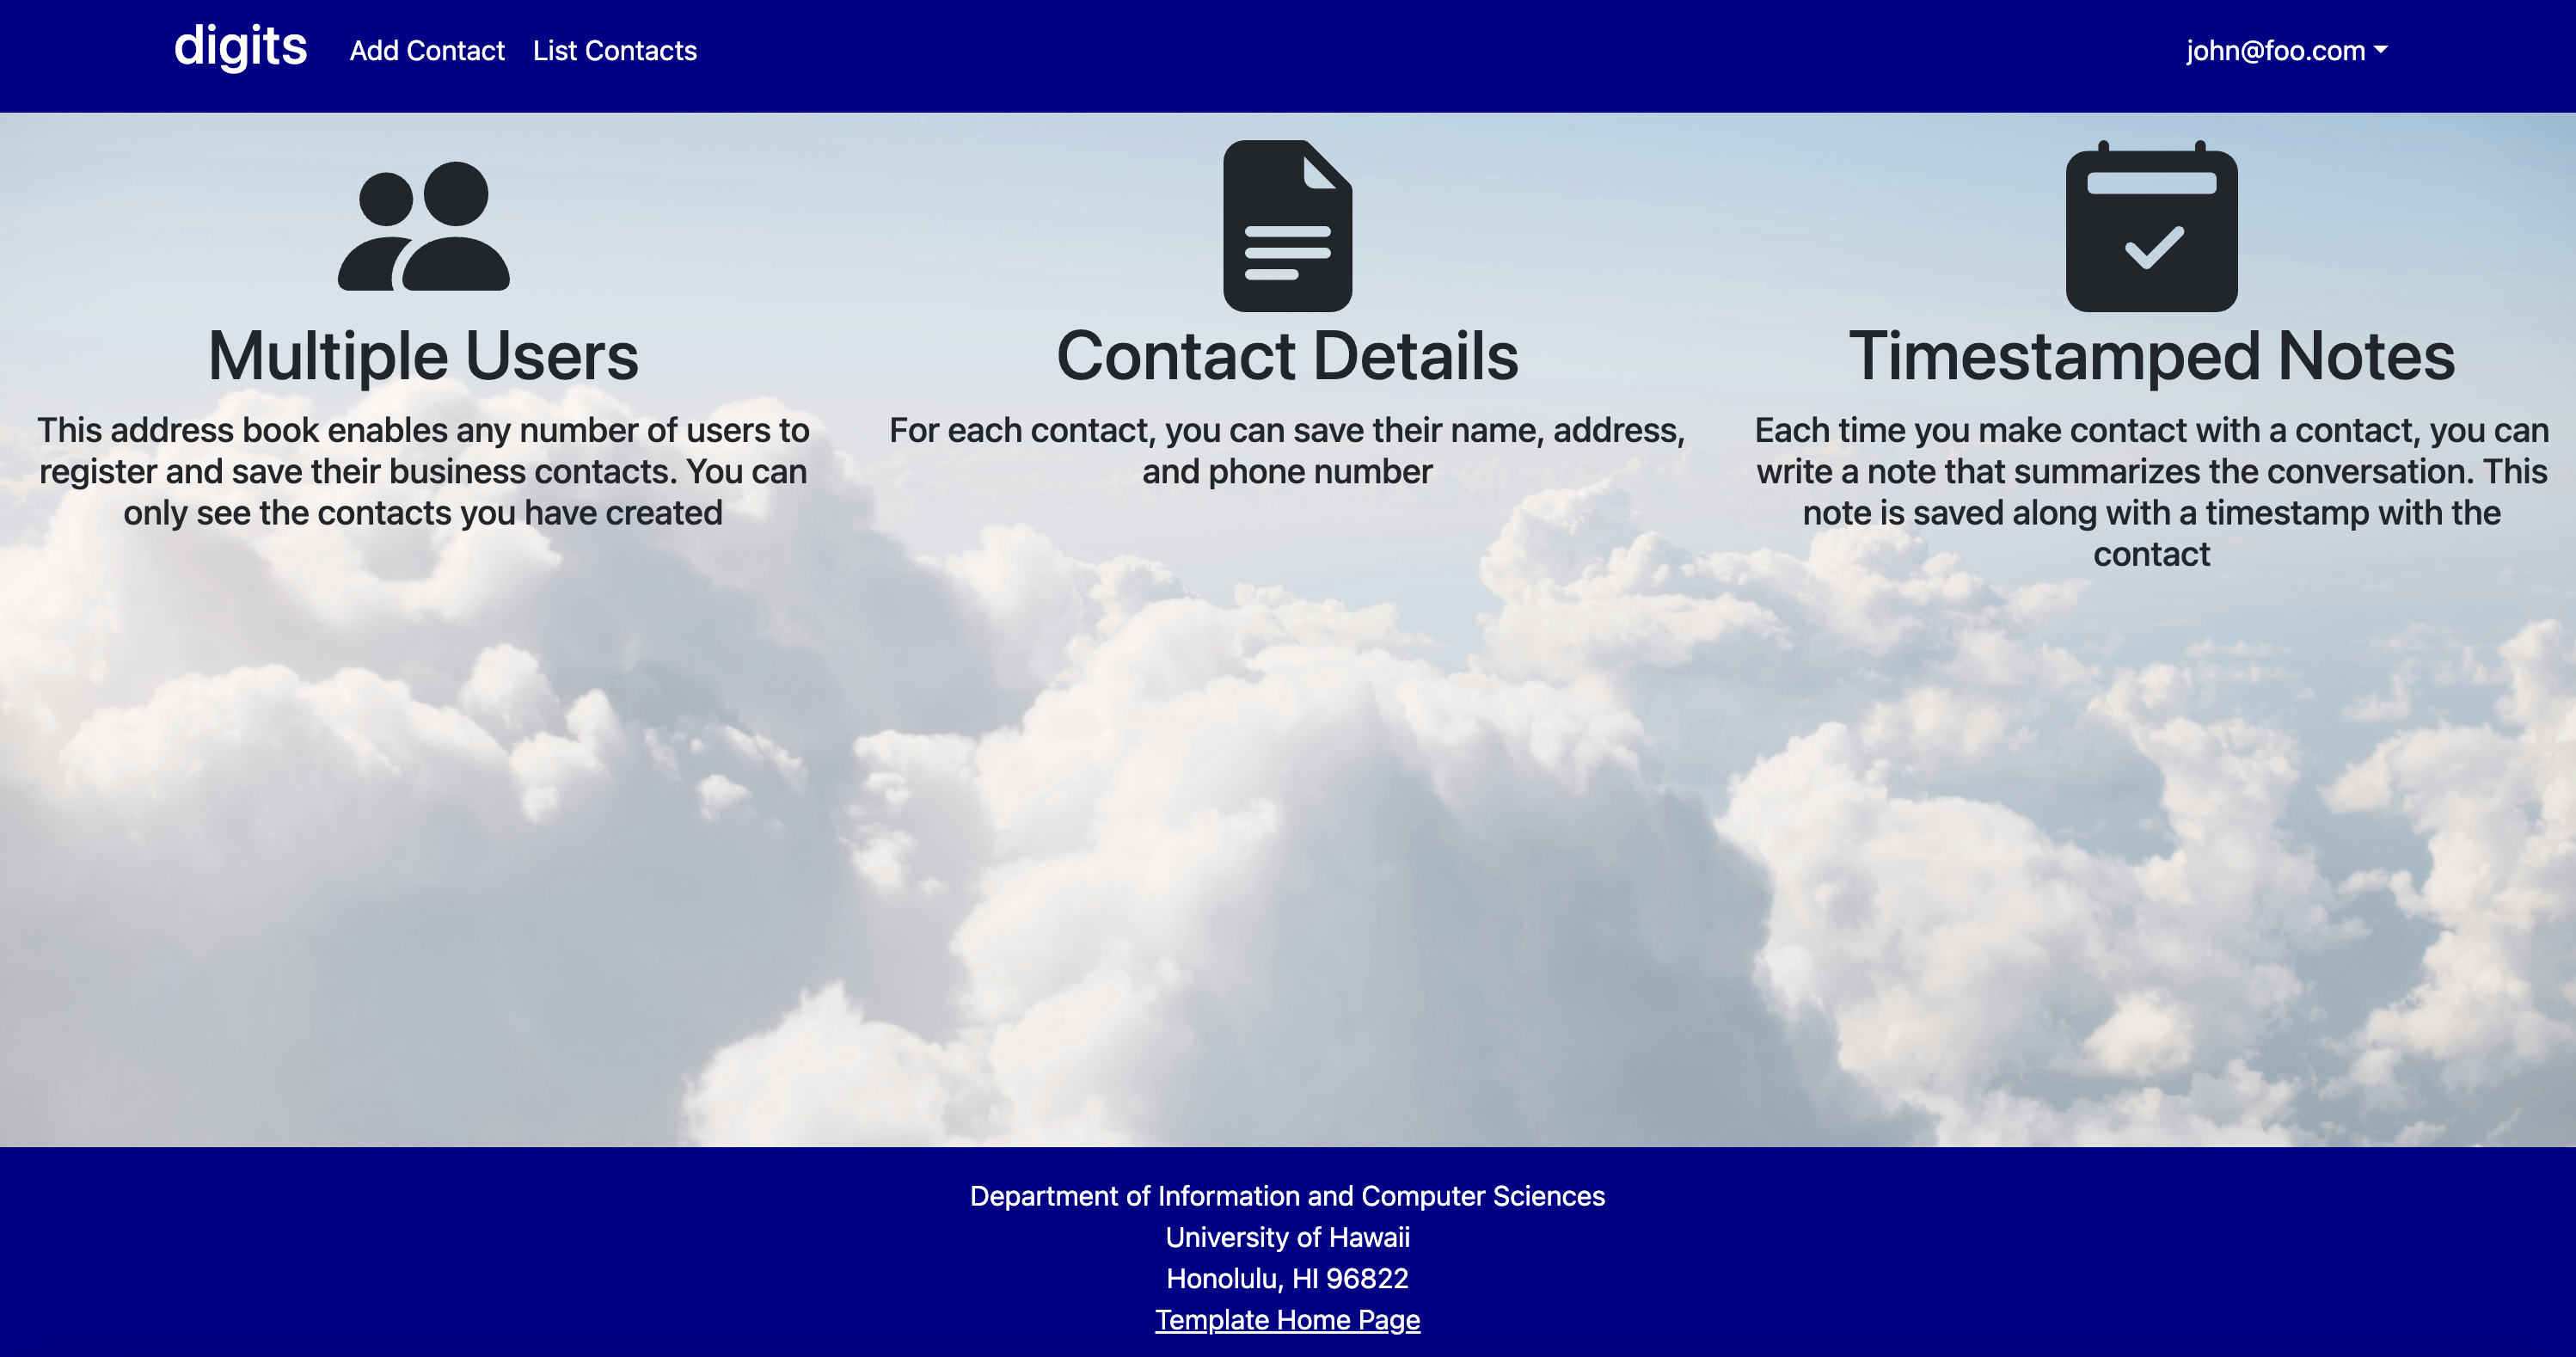 digits
Add Contact
List Contacts
john@foo.com
Multiple Users
This address book enables any number of users to
register and save their business contacts. You can
only see the contacts you have created
Contact Details
For each contact, you can save their name, address,
and phone number
Timestamped Notes
Each time you make contact with a contact, you can
write a note that summarizes the conversation. This
note is saved along with a timestamp with the
contact
Department of Information and Computer Sciences
University of Hawaii
Honolulu, HI 96822
Template Home Page